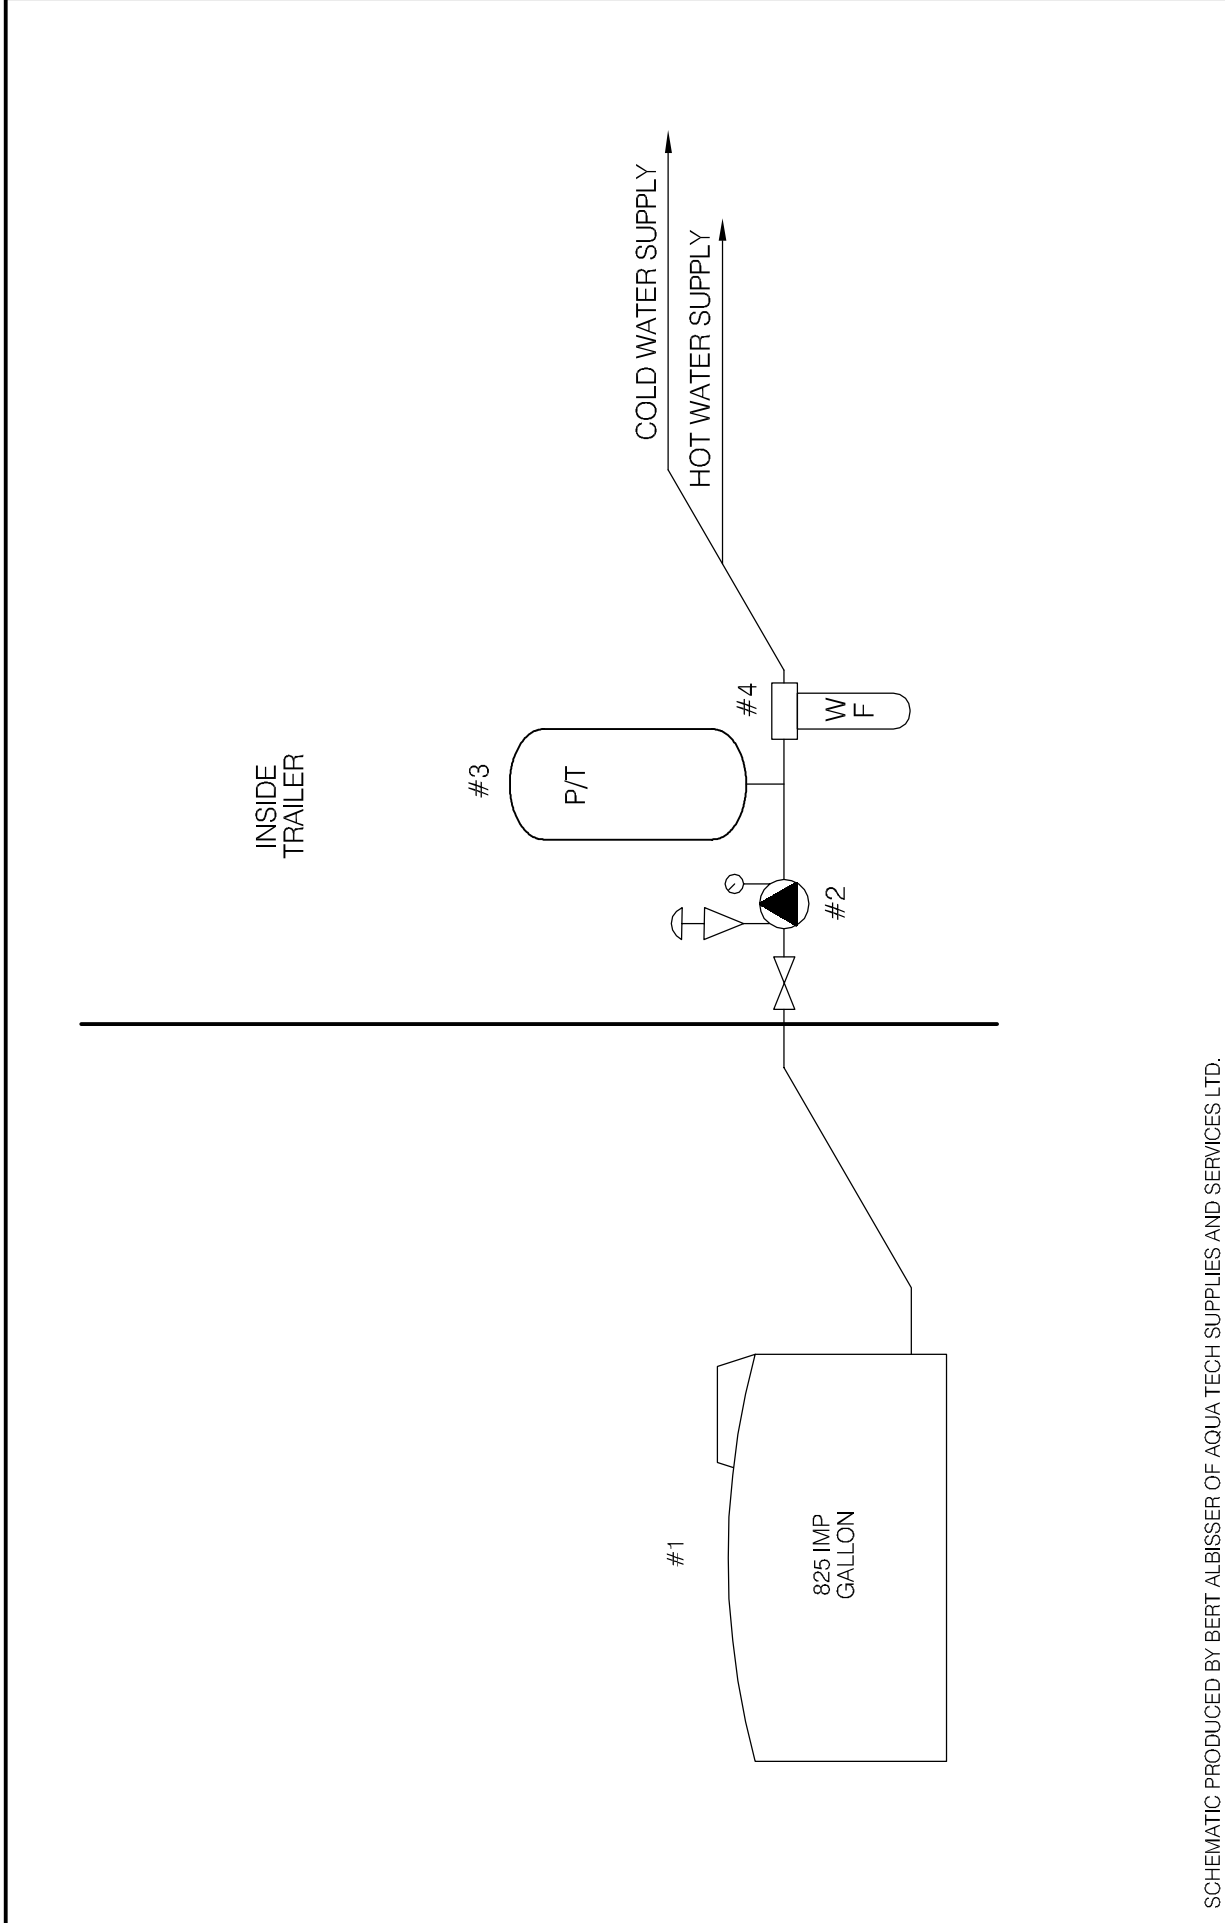 INSIDE
TRAILER
COLD WATER SUPPLY
HOT WATER SUPPLY
#3
P/T
#4
W
F
#2
#1
825 IMP
GALLON
SCHEMATIC PRODUCED BY BERT ALBISSER OF AQUA TECH SUPPLIES AND SERVICES LTD.